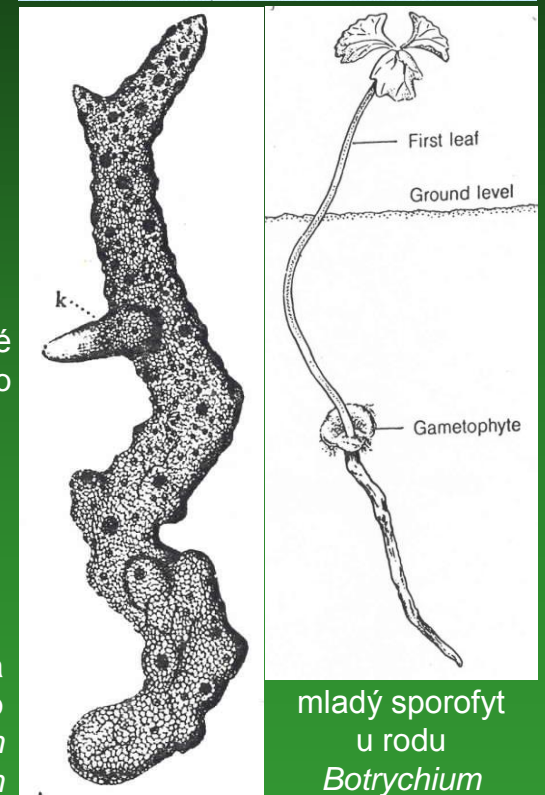 First leaf
Ground level
k
Gametophyte
mladý sporofyt
u rodu
Botrychium